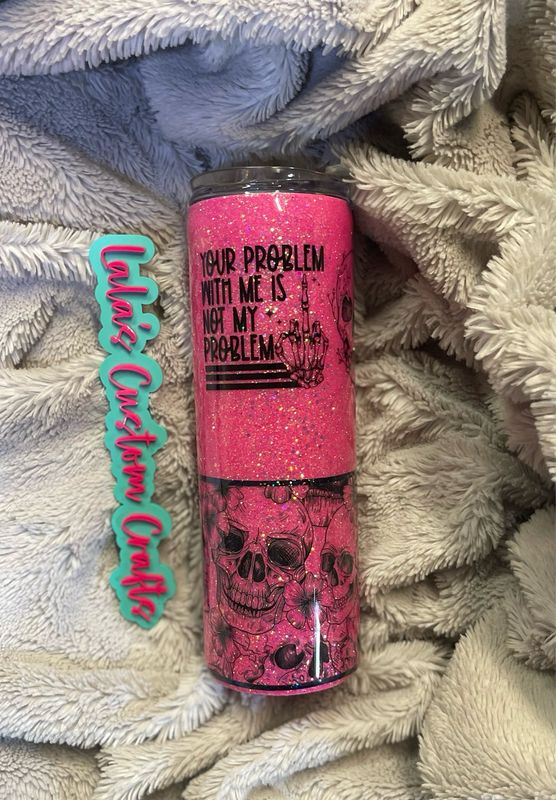 YOUR PROBLEM
WITH ME IS
NOT MY
PROBLEM
Lala's Custom Crafts